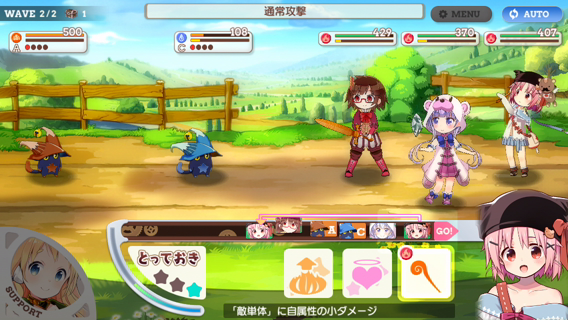 WAVE 2/2
1
通常攻撃
MENU
AUTO
500
A
108
C
429
370
407
A
C
GO!
とっておき
SUPPORT
「敵単体」に自属性の小ダメージ